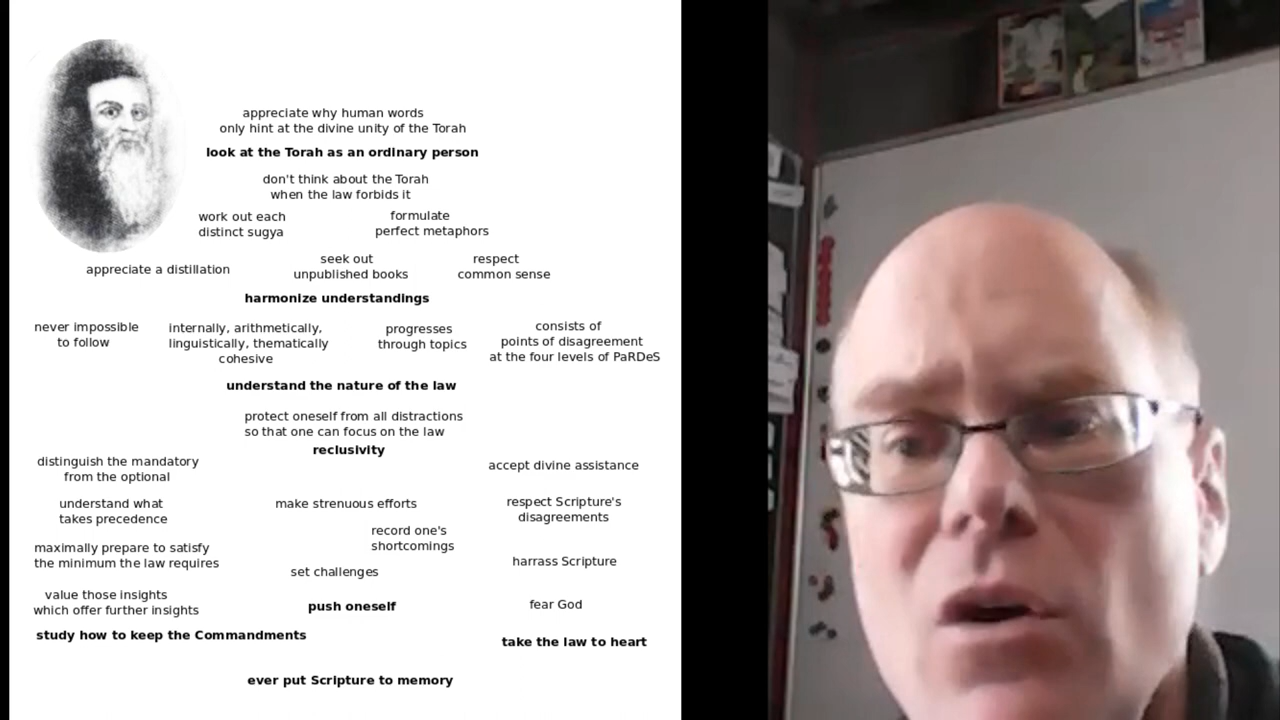 appreciate why human words
only hint at the divine unity of the Torah
look at the Torah as an ordinary person
don't think about the Torah
when the law forbids it
work out each
distinct sugya
formulate
perfect metaphors
appreciate a distillation
seek out
unpublished books
respect
common sense
harmonize understandings
never impossible
to follow
internally, arithmetically,
linguistically, thematically
cohesive
progresses
through topics
consists of
points of disagreement
at the four levels of PaRDeS
understand the nature of the law
protect oneself from all distractions
so that one can focus on the law
reclusivity
distinguish the mandatory
from the optional
accept divine assistance
understand what
takes precedence
make strenuous efforts
respect Scripture's
disagreements
record one's
shortcomings
maximally prepare to satisfy
the minimum the law requires
harrass Scripture
set challenges
value those insights
which offer further insights
push oneself
fear God
study how to keep the Commandments
take the law to heart
ever put Scripture to memory